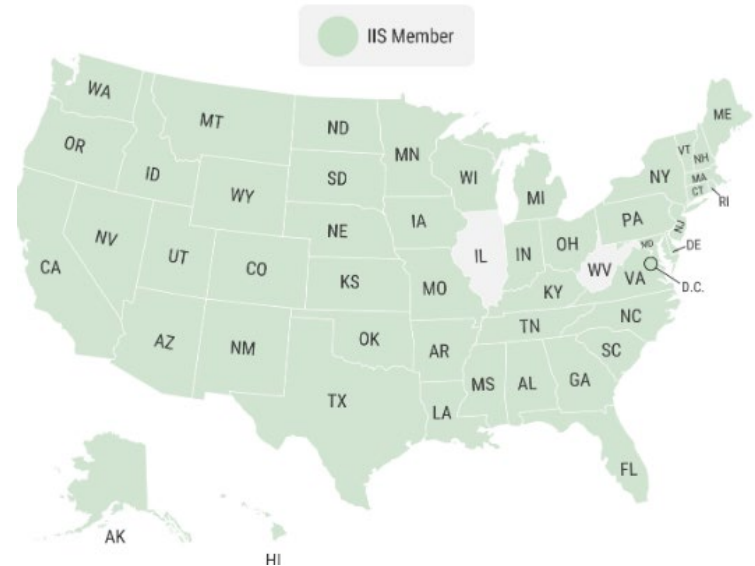 IIS Member
WA
MT
ND
MN
ME
OR
ID
WY
SD
WI
MI
NY
VT
NH
MA
CT
RI
NV
UT
CO
NE
IA
IL
IN
OH
PA
NJ
MD
DE
CA
KS
MO
KY
WV
VA
D.C.
AZ
NM
OK
AR
TN
NC
SC
TX
LA
MS
AL
GA
FL
AK
HI